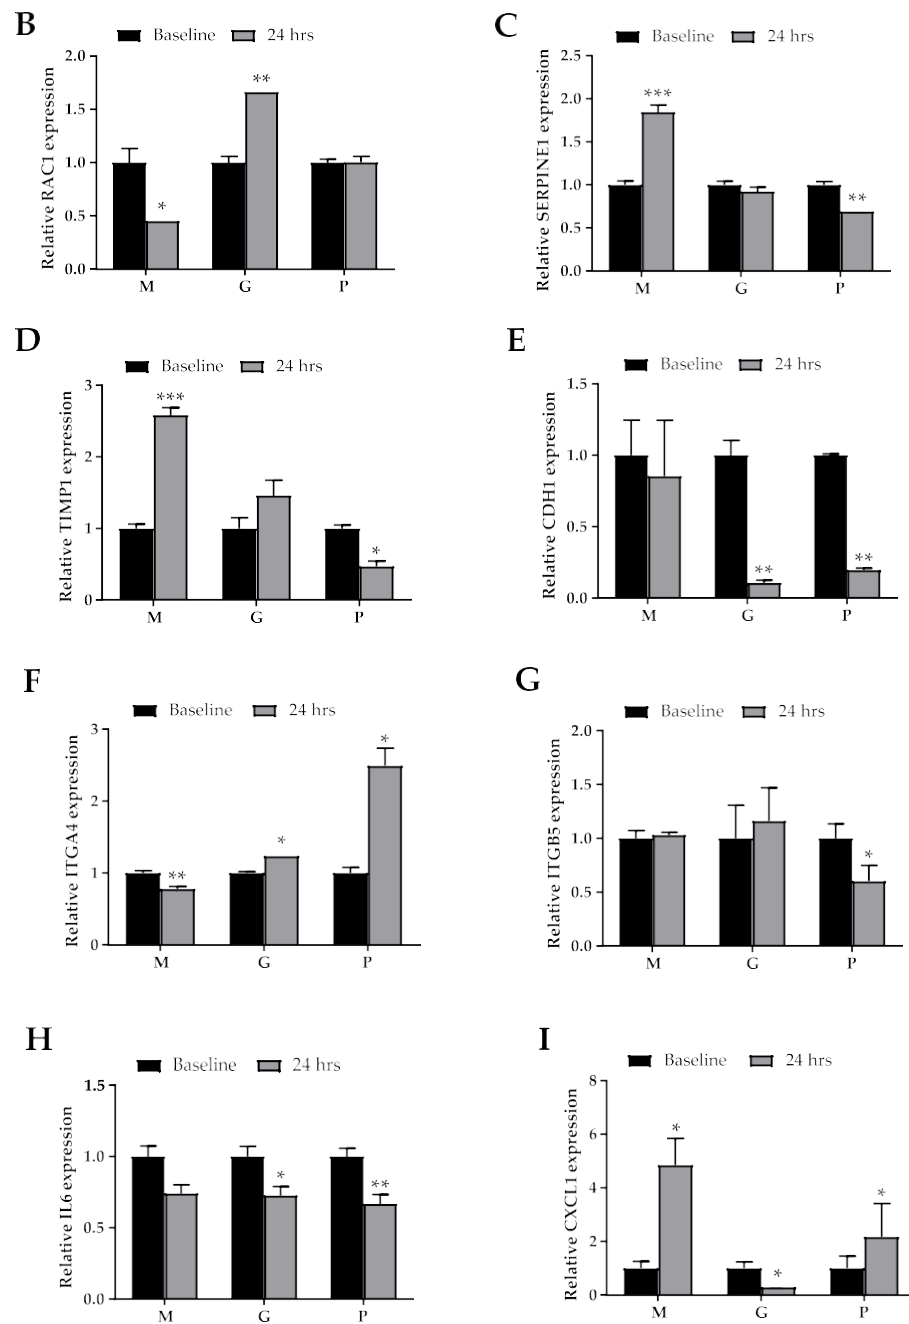 B
Baseline 24 hrs
Relative RAC1 expression
2.0
1.5
1.0
0.5
0.0
*
**
M G P
C
Baseline 24 hrs
Relative SERPINE1 expression
2.5
2.0
1.5
1.0
0.5
0.0
***
**
M G P
D
Baseline 24 hrs
Relative TIMP1 expression
3
2
1
0
***
*
M G P
E
Baseline 24 hrs
Relative CDH1 expression
1.5
1.0
0.5
0.0
**
**
M G P
F
Baseline 24 hrs
Relative ITGA4 expression
3
2
1
0
**
*
*
M G P
G
Baseline 24 hrs
Relative ITGB5 expression
2.0
1.5
1.0
0.5
0.0
*
M G P
H
Baseline 24 hrs
Relative IL6 expression
1.5
1.0
0.5
0.0
*
**
M G P
I
Baseline 24 hrs
Relative CXCL1 expression
8
6
4
2
0
*
*
*
M G P